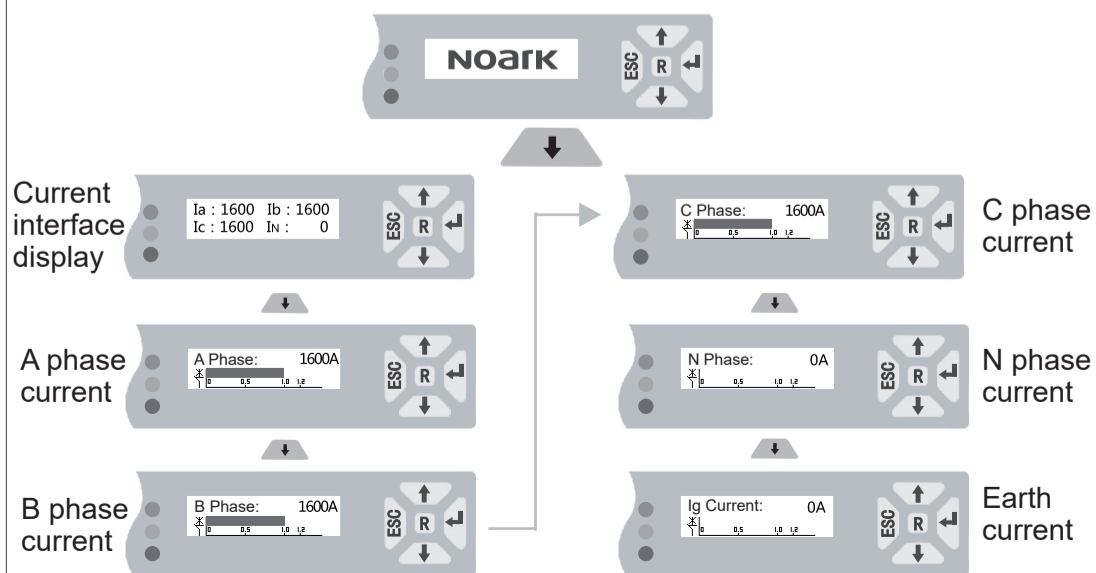 NOARK
ESC
R
Current
interface
display
Ia : 1600 Ib : 1600
Ic : 1600 IN : 0
ESC
R
C Phase: 1600A
0 0.5 1.0 1.2
ESC
R
C phase
current
A phase
current
A Phase: 1600A
0 0.5 1.0 1.2
ESC
R
N Phase: 0A
0 0.5 1.0 1.2
ESC
R
N phase
current
B phase
current
B Phase: 1600A
0 0.5 1.0 1.2
ESC
R
Ig Current: 0A
0 0.5 1.0 1.2
ESC
R
Earth
current